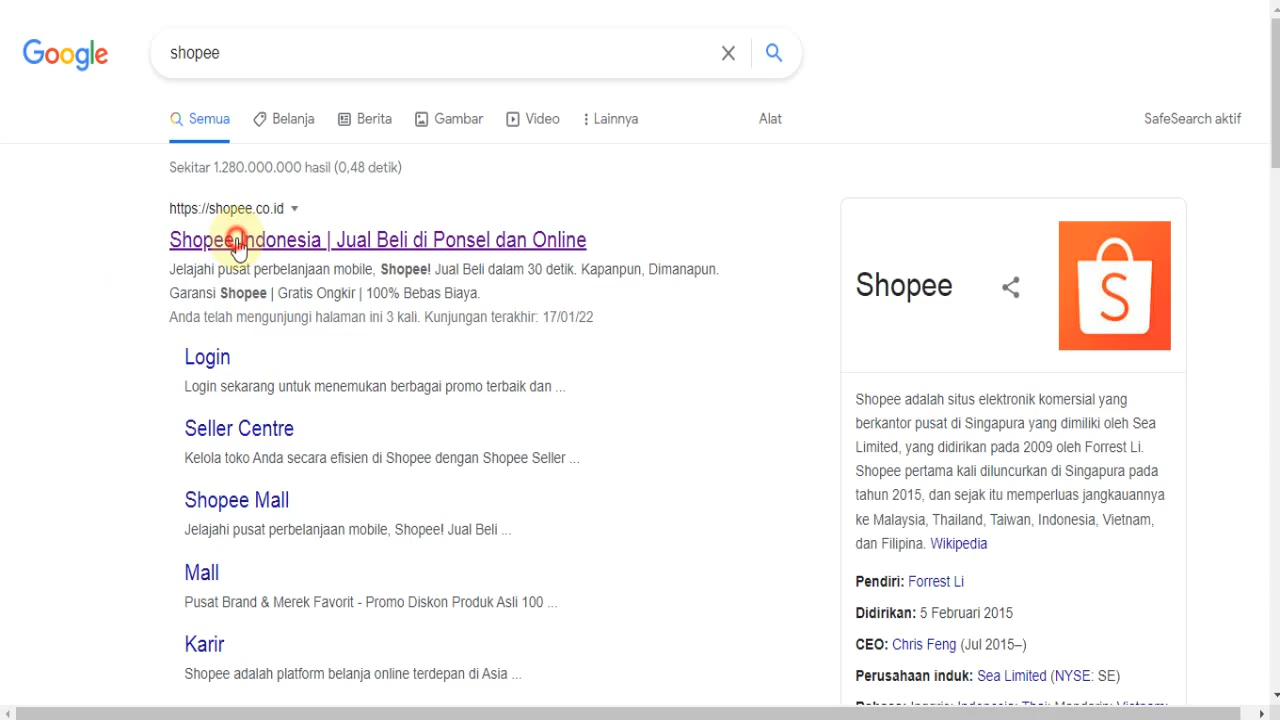 Google
shopee
Semua
Belanja
Berita
Gambar
Video
Lainnya
Alat
SafeSearch aktif
Sekitar 1.280.000.000 hasil (0,48 detik)
https://shopee.co.id
Shopee Indonesia | Jual Beli di Ponsel dan Online
Jelajahi pusat perbelanjaan mobile, Shopee! Jual Beli dalam 30 detik. Kapanpun, Dimanapun.
Garansi Shopee | Gratis Ongkir | 100% Bebas Biaya.
Anda telah mengunjungi halaman ini 3 kali. Kunjungan terakhir: 17/01/22
Login
Login sekarang untuk menemukan berbagai promo terbaik dan ...
Seller Centre
Kelola toko Anda secara efisien di Shopee dengan Shopee Seller ...
Shopee Mall
Jelajahi pusat perbelanjaan mobile, Shopee! Jual Beli ...
Mall
Pusat Brand & Merek Favorit - Promo Diskon Produk Asli 100 ...
Karir
Shopee adalah platform belanja online terdepan di Asia ...
Shopee
S
Shopee adalah situs elektronik komersial yang
berkantor pusat di Singapura yang dimiliki oleh Sea
Limited, yang didirikan pada 2009 oleh Forrest Li.
Shopee pertama kali diluncurkan di Singapura pada
tahun 2015, dan sejak itu memperluas jangkauannya
ke Malaysia, Thailand, Taiwan, Indonesia, Vietnam,
dan Filipina. Wikipedia
Pendiri: Forrest Li
Didirikan: 5 Februari 2015
CEO: Chris Feng (Jul 2015–)
Perusahaan induk: Sea Limited (NYSE: SE)